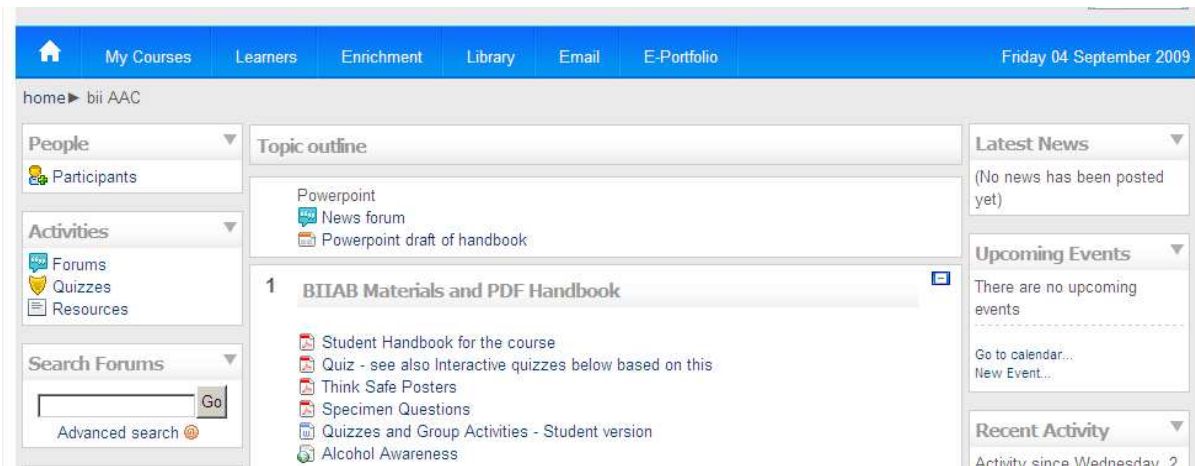 My Courses Learners Enrichment Library Email E-Portfolio Friday 04 September 2009
home► bii AAC
People
Participants
Activities
Forums
Quizzes
Resources
Search Forums
Go
Advanced search
Topic outline
Powerpoint
News forum
Powerpoint draft of handbook
1 BIIAB Materials and PDF Handbook
Student Handbook for the course
Quiz - see also Interactive quizzes below based on this
Think Safe Posters
Specimen Questions
Quizzes and Group Activities - Student version
Alcohol Awareness
Latest News
(No news has been posted
yet)
Upcoming Events
There are no upcoming
events
Go to calendar...
New Event...
Recent Activity
Activity since Wednesday, 2